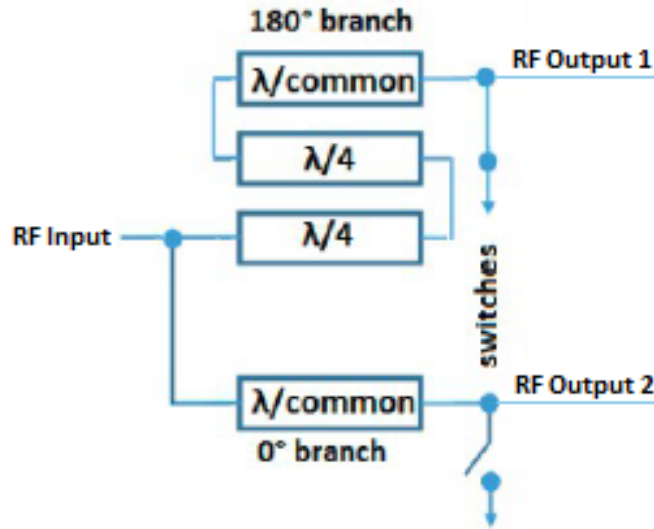 180° branch
RF Output 1
λ/common
λ/4
RF Input
λ/4
switches
RF Output 2
λ/common
0° branch